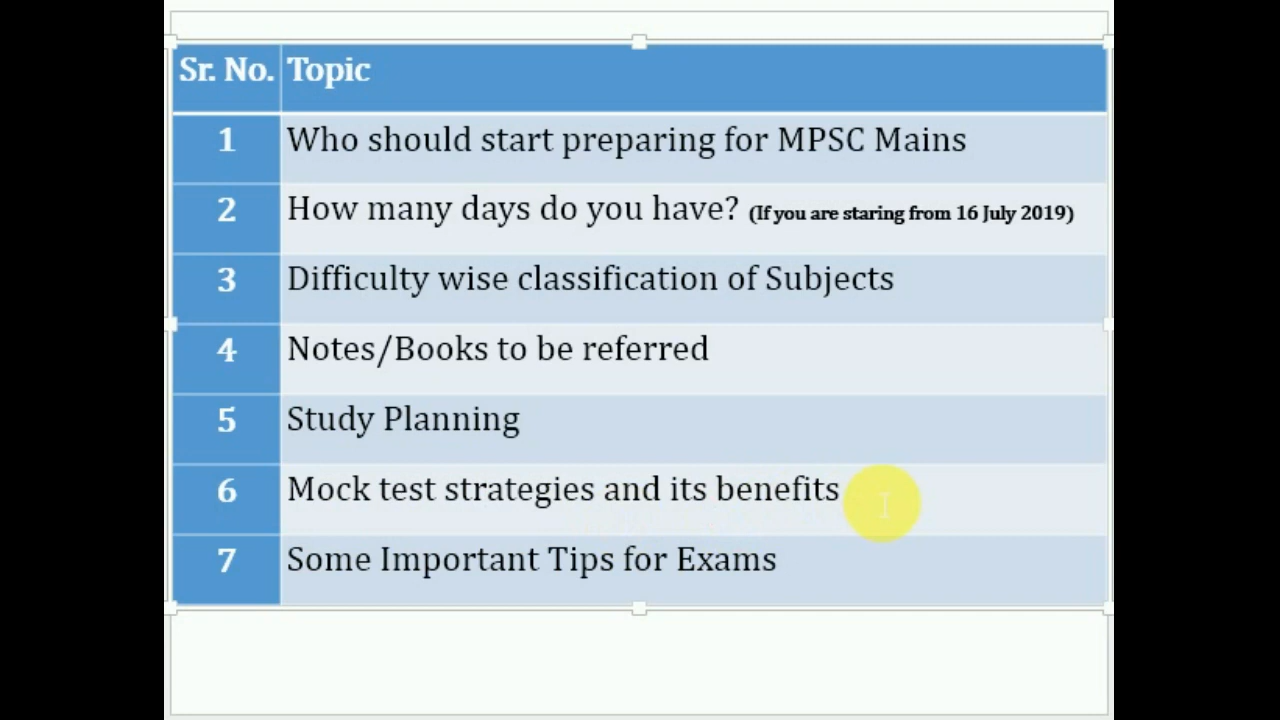 Sr. No. Topic
1 Who should start preparing for MPSC Mains
2 How many days do you have? (If you are staring from 16 July 2019)
3 Difficulty wise classification of Subjects
4 Notes/Books to be referred
5 Study Planning
6 Mock test strategies and its benefits
7 Some Important Tips for Exams